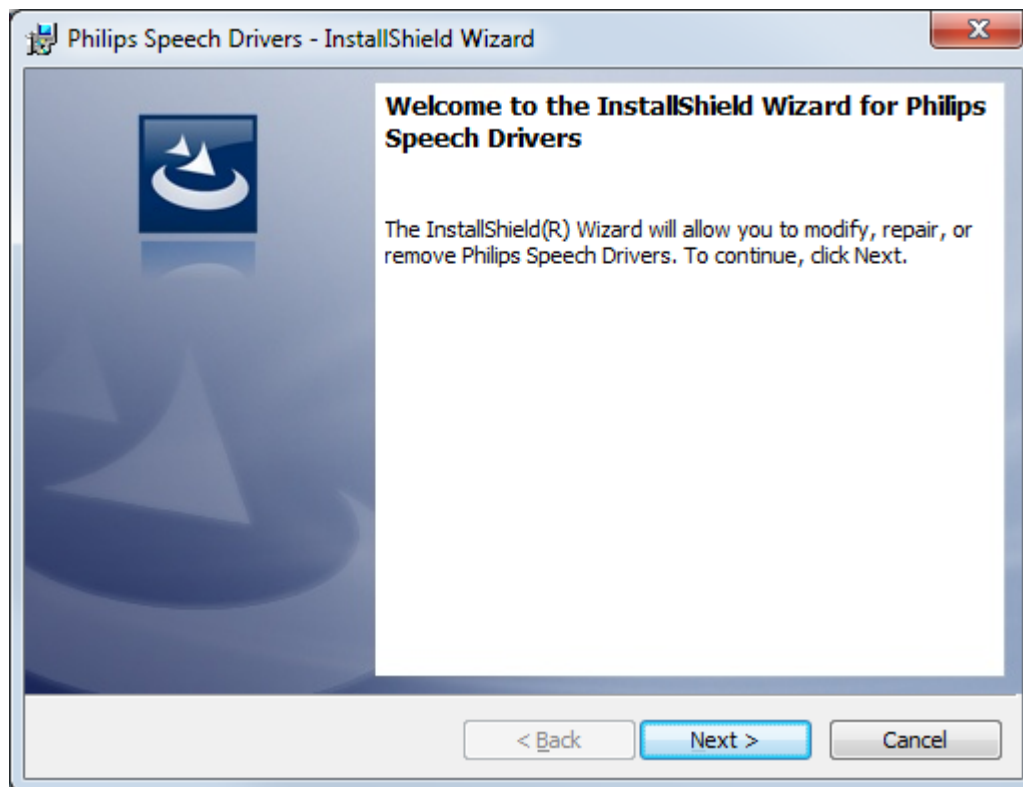 Philips Speech Drivers - InstallShield Wizard
Welcome to the InstallShield Wizard for Philips
Speech Drivers
The InstallShield(R) Wizard will allow you to modify, repair, or
remove Philips Speech Drivers. To continue, click Next.
< Back
Next >
Cancel